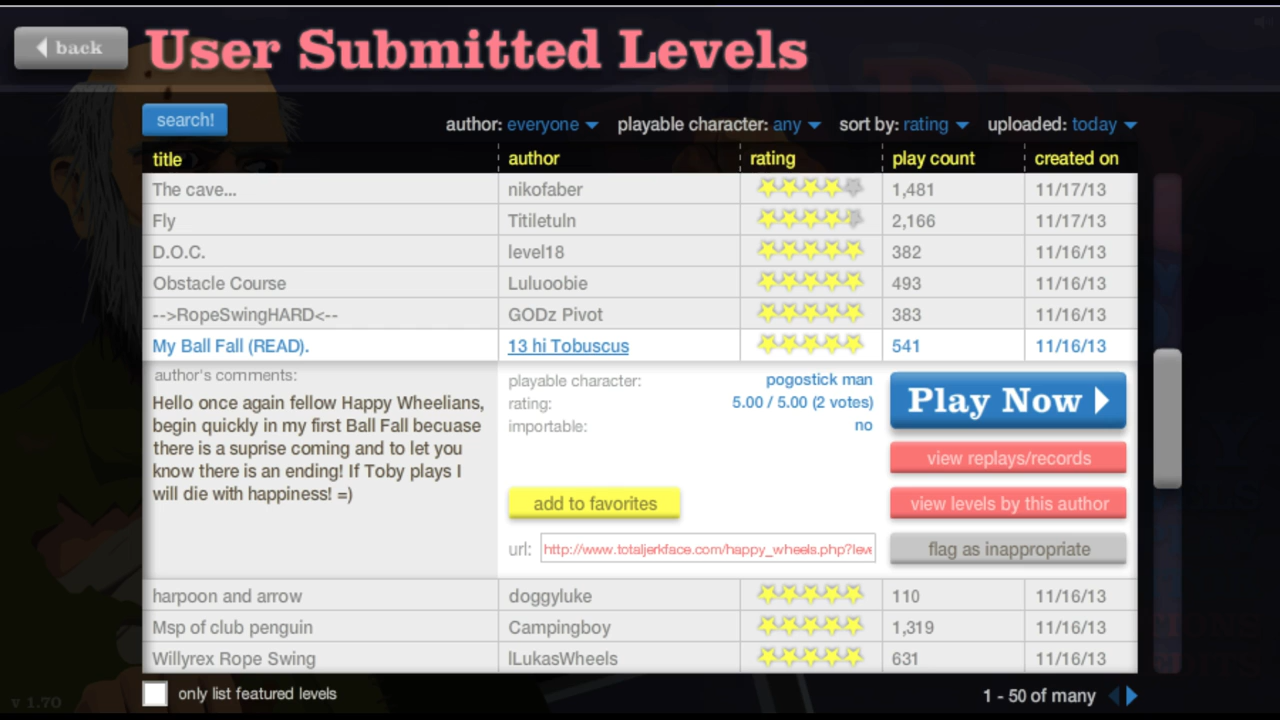 back
User Submitted Levels
search!
author: everyone playable character: any sort by: rating uploaded: today
title author rating play count created on
The cave... nikofaber 1,481 11/17/13
Fly Titiletuln 2,166 11/17/13
D.O.C. level18 382 11/16/13
Obstacle Course Luluoobie 493 11/16/13
-->RopeSwingHARD<-- GODz Pivot 383 11/16/13
My Ball Fall (READ). 13 hi Tobuscus 541 11/16/13
author's comments:
Hello once again fellow Happy Wheelians,
begin quickly in my first Ball Fall becuase
there is a suprise coming and to let you
know there is an ending! If Toby plays I
will die with happiness! =)
playable character: pogostick man
rating: 5.00 / 5.00 (2 votes)
importable: no
add to favorites
url: http://www.totaljerkface.com/happy_wheels.php?leve
Play Now
view replays/records
view levels by this author
flag as inappropriate
harpoon and arrow doggyluke 110 11/16/13
Msp of club penguin Campingboy 1,319 11/16/13
Willyrex Rope Swing lLukasWheels 631 11/16/13
only list featured levels
1 - 50 of many
v 1.70